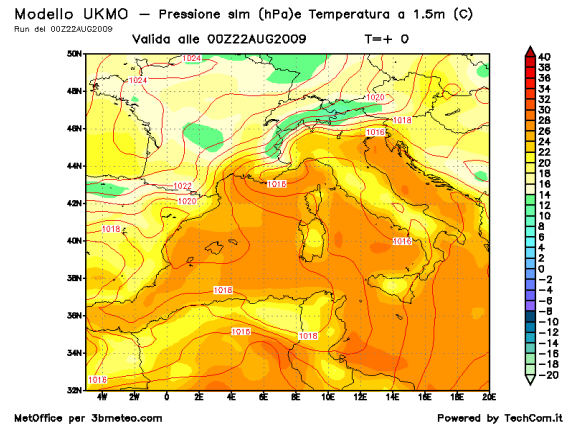 Modello UKMO — Pressione slm (hPa)e Temperatura a 1.5m (C)
Run del 00Z22AUG2009
Valida alle 00Z22AUG2009 T=+ 0
50N
48N
46N
44N
42N
40N
38N
36N
34N
32N
4W 2W 0 2E 4E 6E 8E 10E 12E 14E 16E 18E 20E
1024
1024
1020
1018
1016
1022
1020
1016
1018
1016
1018
1016
1018
1016
40
38
36
34
32
30
28
26
24
22
20
18
16
14
12
10
8
6
4
2
0
-2
-4
-6
-8
-10
-12
-14
-16
-18
-20
MetOffice per 3bmeteo.com
Powered by TechCom.it